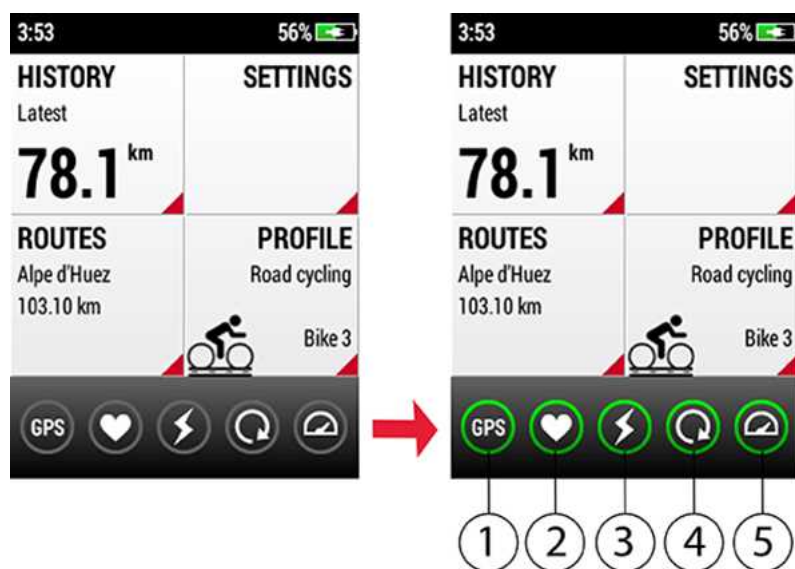 3:53 56%
HISTORY SETTINGS
Latest
78.1 km
ROUTES PROFILE
Alpe d'Huez Road cycling
103.10 km
Bike 3
GPS
3:53 56%
HISTORY SETTINGS
Latest
78.1 km
ROUTES PROFILE
Alpe d'Huez Road cycling
103.10 km
Bike 3
GPS
1 2 3 4 5